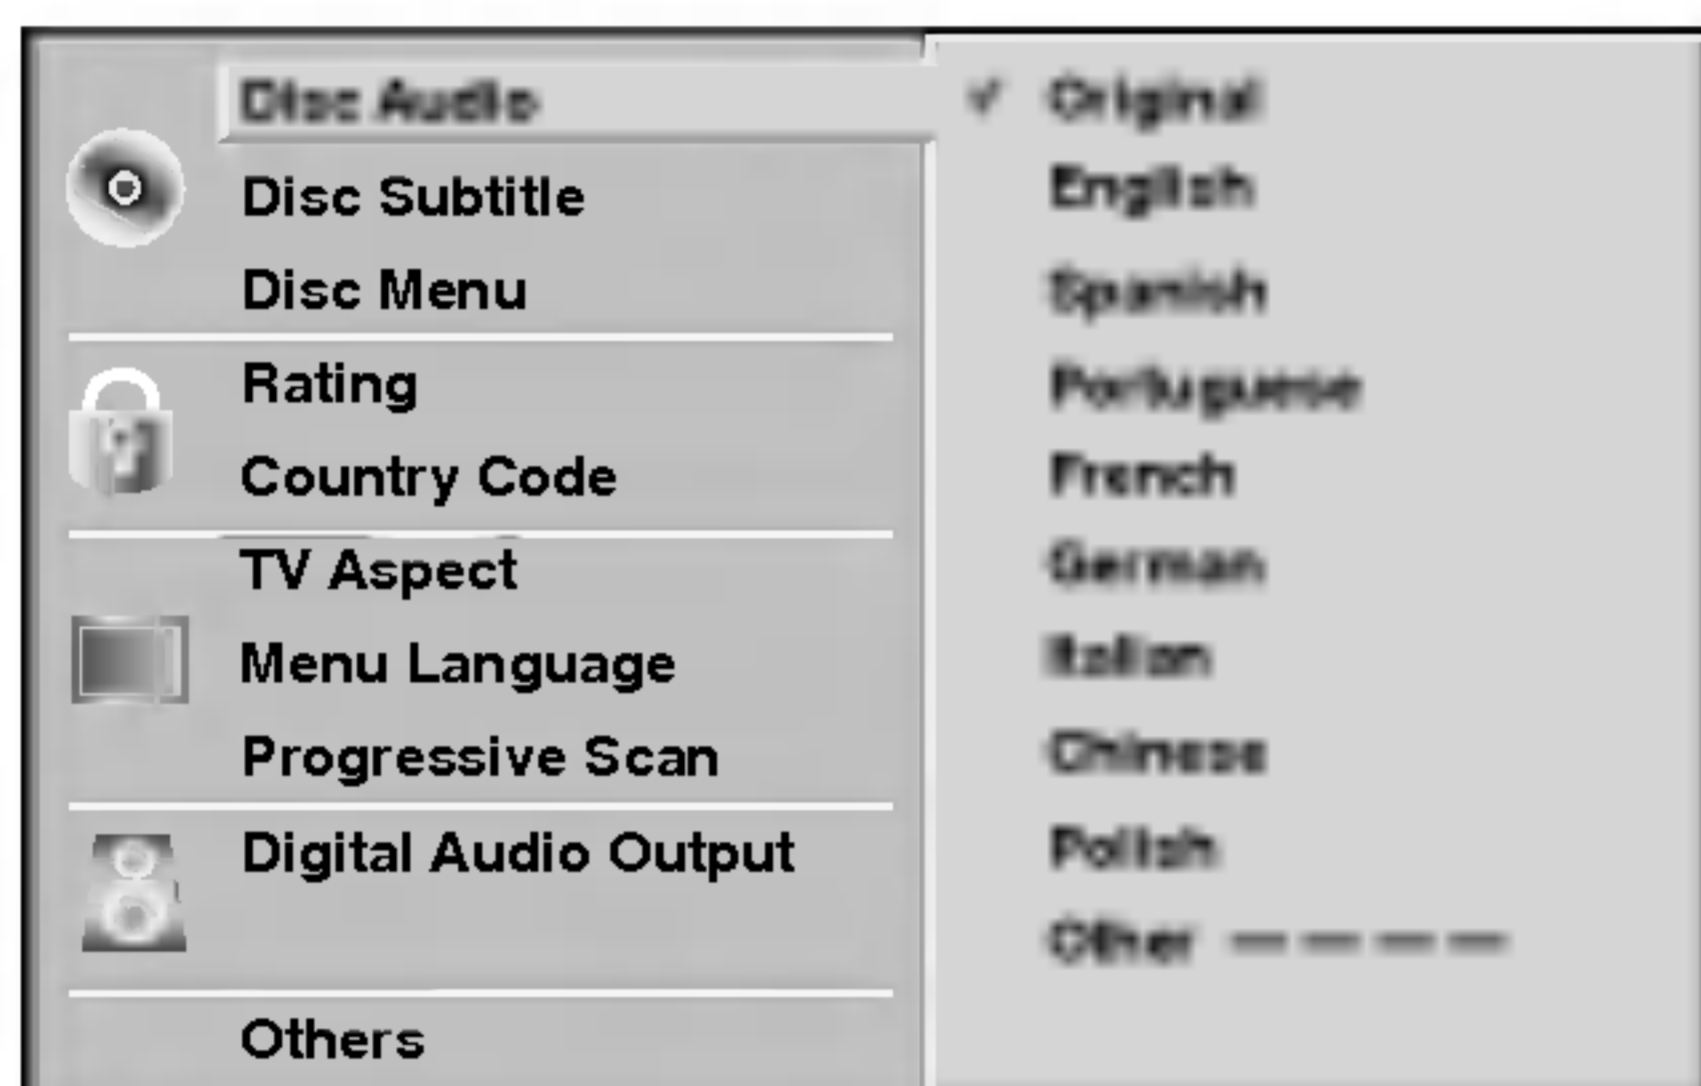 Disc Audio
Disc Subtitle
Disc Menu
Rating
Country Code
TV Aspect
Menu Language
Progressive Scan
Digital Audio Output
Others
✓ Original
English
Spanish
Portuguese
French
German
Italian
Chinese
Polish
Other — — — —